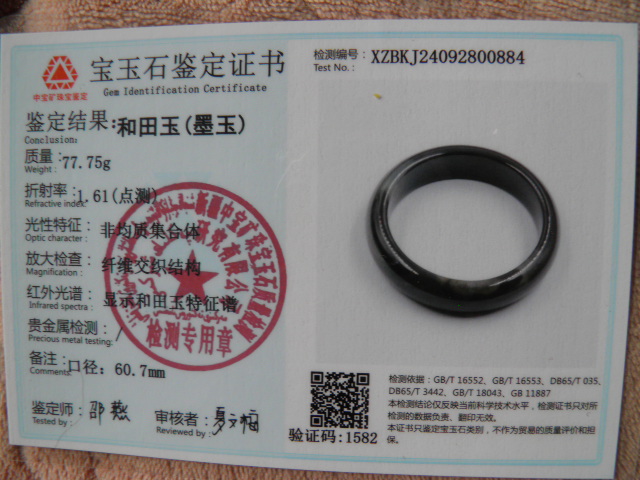 中宝矿珠宝鉴定
宝玉石鉴定证书
Gem Identification Certificate
检测编号: XZBKJ24092800884
Test No.:
鉴定结果: 和田玉(墨玉)
Conclusion:
质量: 77.75g
Weight:
折射率: 1.61(点测)
Refractive index:
光性特征: 非均质集合体
Optic character:
放大检查: 纤维交织结构
Magnification:
红外光谱: 显示和田玉特征谱
Infrared spectra:
贵金属检测: /
Precious metal testing:
备注: 口径: 60.7mm
Comments:
鉴定师:
Tested by:
审核者:
Reviewed by:
检测专用章
验证码:1582
检测依据: GB/T 16552、GB/T 16553、DB65/T 035、
DB65/T 3442、GB/T 18043、GB 11887
本检测结论仅反映当前科学技术水平,检测证书只对所
检测的数据负责、翻印无效。
本证书只鉴定宝玉石类别,不作为贸易的质量评价和担
保。